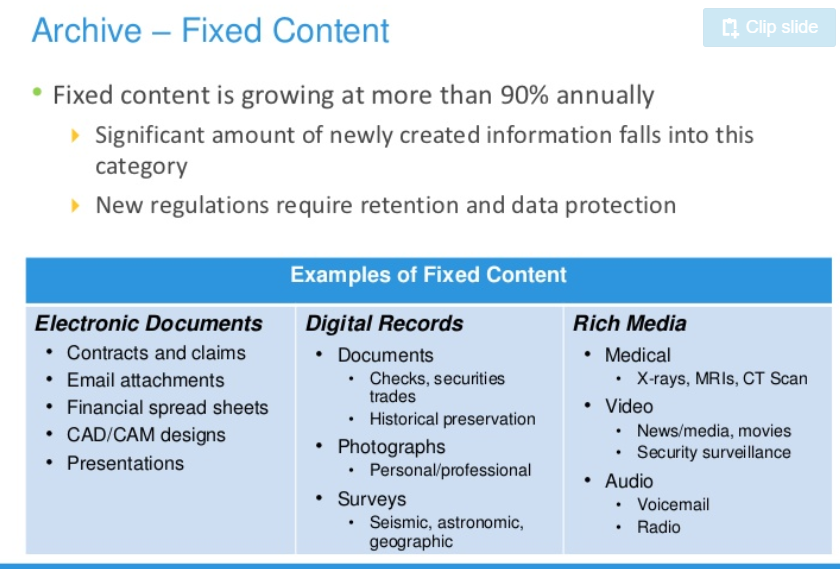 Archive – Fixed Content
Clip slide
• Fixed content is growing at more than 90% annually
Significant amount of newly created information falls into this
category
New regulations require retention and data protection
Examples of Fixed Content
Electronic Documents
• Contracts and claims
• Email attachments
• Financial spread sheets
• CAD/CAM designs
• Presentations
Digital Records
• Documents
• Checks, securities
trades
• Historical preservation
• Photographs
• Personal/professional
• Surveys
• Seismic, astronomic,
geographic
Rich Media
• Medical
• X-rays, MRIs, CT Scan
• Video
• News/media, movies
• Security surveillance
• Audio
• Voicemail
• Radio